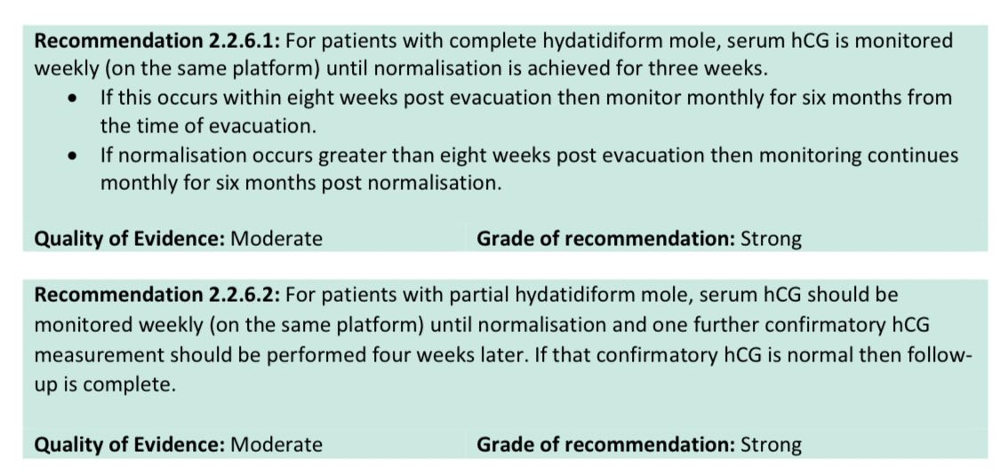 Recommendation 2.2.6.1: For patients with complete hydatidiform mole, serum hCG is monitored
weekly (on the same platform) until normalisation is achieved for three weeks.
• If this occurs within eight weeks post evacuation then monitor monthly for six months from
the time of evacuation.
• If normalisation occurs greater than eight weeks post evacuation then monitoring continues
monthly for six months post normalisation.
Quality of Evidence: Moderate Grade of recommendation: Strong
Recommendation 2.2.6.2: For patients with partial hydatidiform mole, serum hCG should be
monitored weekly (on the same platform) until normalisation and one further confirmatory hCG
measurement should be performed four weeks later. If that confirmatory hCG is normal then follow-
up is complete.
Quality of Evidence: Moderate Grade of recommendation: Strong